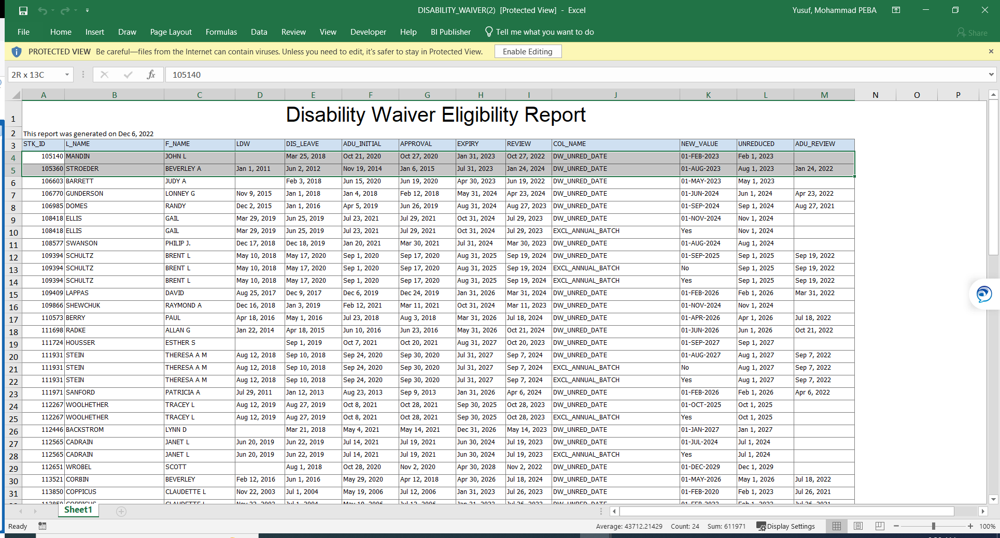 DISABILITY_WAIVER(2) [Protected View] - Excel
Yusuf, Mohammad PEBA
File Home Insert Draw Page Layout Formulas Data Review View Developer Help BI Publisher Tell me what you want to do Share
PROTECTED VIEW Be careful—files from the Internet can contain viruses. Unless you need to edit, it's safer to stay in Protected View. Enable Editing
2R x 13C fx 105140
A B C D E F G H I J K L M N O P
1 Disability Waiver Eligibility Report
2 This report was generated on Dec 6, 2022
3 STK_ID L_NAME F_NAME LDW DIS_LEAVE ADU_INITIAL APPROVAL EXPIRY REVIEW COL_NAME NEW_VALUE UNREDUCED ADU_REVIEW
4 105140 MANDIN JOHN L Mar 25, 2018 Oct 21, 2020 Oct 27, 2020 Jan 31, 2023 Oct 27, 2022 DW_UNRED_DATE 01-FEB-2023 Feb 1, 2023
5 105360 STROEDER BEVERLEY A Jan 1, 2011 Jun 2, 2012 Nov 19, 2014 Jan 6, 2015 Jul 31, 2023 Jan 24, 2024 DW_UNRED_DATE 01-AUG-2023 Aug 1, 2023 Jan 24, 2022
6 106603 BARRETT JUDY A Feb 3, 2018 Jun 15, 2020 Jun 19, 2020 Apr 30, 2023 Jun 19, 2022 DW_UNRED_DATE 01-MAY-2023 May 1, 2023
7 106770 GUNDERSON LONNEY G Nov 9, 2015 Jan 1, 2018 Jan 4, 2018 Feb 12, 2018 May 31, 2024 Apr 23, 2024 DW_UNRED_DATE 01-JUN-2024 Jun 1, 2024 Apr 23, 2022
8 106985 DOMES RANDY Dec 2, 2015 Jan 1, 2016 Apr 5, 2019 Jun 26, 2019 Aug 31, 2024 Aug 27, 2023 DW_UNRED_DATE 01-SEP-2024 Sep 1, 2024 Aug 27, 2021
9 108418 ELLIS GAIL Mar 29, 2019 Jun 25, 2019 Jul 23, 2021 Jul 29, 2021 Oct 31, 2024 Jul 29, 2023 DW_UNRED_DATE 01-NOV-2024 Nov 1, 2024
10 108418 ELLIS GAIL Mar 29, 2019 Jun 25, 2019 Jul 23, 2021 Jul 29, 2021 Oct 31, 2024 Jul 29, 2023 EXCL_ANNUAL_BATCH Yes Nov 1, 2024
11 108577 SWANSON PHILIP J. Dec 17, 2018 Dec 18, 2019 Jan 20, 2021 Mar 30, 2021 Jul 31, 2024 Mar 30, 2023 DW_UNRED_DATE 01-AUG-2024 Aug 1, 2024
12 109394 SCHULTZ BRENT L May 10, 2018 May 17, 2020 Sep 1, 2020 Sep 17, 2020 Aug 31, 2025 Sep 19, 2024 DW_UNRED_DATE 01-SEP-2025 Sep 1, 2025 Sep 19, 2022
13 109394 SCHULTZ BRENT L May 10, 2018 May 17, 2020 Sep 1, 2020 Sep 17, 2020 Aug 31, 2025 Sep 19, 2024 EXCL_ANNUAL_BATCH No Sep 1, 2025 Sep 19, 2022
14 109394 SCHULTZ BRENT L May 10, 2018 May 17, 2020 Sep 1, 2020 Sep 17, 2020 Aug 31, 2025 Sep 19, 2024 EXCL_ANNUAL_BATCH Yes Sep 1, 2025 Sep 19, 2022
15 109409 LAPPAS DAVID Aug 25, 2017 Dec 9, 2017 Dec 6, 2019 Dec 24, 2019 Jan 31, 2026 Mar 31, 2024 DW_UNRED_DATE 01-FEB-2026 Feb 1, 2026 Mar 31, 2022
16 109866 SHEWCHUK RAYMOND A Dec 16, 2018 Jan 3, 2019 Feb 12, 2021 Mar 11, 2021 Oct 31, 2024 Mar 11, 2023 DW_UNRED_DATE 01-NOV-2024 Nov 1, 2024
17 110573 BERRY PAUL Apr 18, 2016 May 1, 2016 Jul 23, 2018 Aug 3, 2018 Mar 31, 2026 Jul 18, 2024 DW_UNRED_DATE 01-APR-2026 Apr 1, 2026 Jul 18, 2022
18 111698 RADKE ALLAN G Jan 22, 2014 Apr 18, 2015 Jun 10, 2016 Jun 23, 2016 May 31, 2026 Oct 21, 2024 DW_UNRED_DATE 01-JUN-2026 Jun 1, 2026 Oct 21, 2022
19 111724 HOUSSER ESTHER S Sep 1, 2019 Oct 7, 2021 Oct 20, 2021 Aug 31, 2027 Oct 20, 2023 DW_UNRED_DATE 01-SEP-2027 Sep 1, 2027
20 111931 STEIN THERESA A M Aug 12, 2018 Sep 10, 2018 Sep 24, 2020 Sep 30, 2020 Jul 31, 2027 Sep 7, 2024 DW_UNRED_DATE 01-AUG-2027 Aug 1, 2027 Sep 7, 2022
21 111931 STEIN THERESA A M Aug 12, 2018 Sep 10, 2018 Sep 24, 2020 Sep 30, 2020 Jul 31, 2027 Sep 7, 2024 EXCL_ANNUAL_BATCH No Aug 1, 2027 Sep 7, 2022
22 111931 STEIN THERESA A M Aug 12, 2018 Sep 10, 2018 Sep 24, 2020 Sep 30, 2020 Jul 31, 2027 Sep 7, 2024 EXCL_ANNUAL_BATCH Yes Aug 1, 2027 Sep 7, 2022
23 111971 SANFORD PATRICIA A Jul 29, 2011 Jan 12, 2013 Aug 23, 2013 Sep 9, 2013 Jan 31, 2026 Apr 6, 2024 DW_UNRED_DATE 01-FEB-2026 Feb 1, 2026 Apr 6, 2022
24 112267 WOOLHETHER TRACEY L Aug 12, 2019 Aug 27, 2019 Oct 8, 2021 Oct 28, 2021 Sep 30, 2025 Oct 28, 2023 DW_UNRED_DATE 01-OCT-2025 Oct 1, 2025
25 112267 WOOLHETHER TRACEY L Aug 12, 2019 Aug 27, 2019 Oct 8, 2021 Oct 28, 2021 Sep 30, 2025 Oct 28, 2023 EXCL_ANNUAL_BATCH Yes Oct 1, 2025
26 112446 BACKSTROM LYNN D Mar 21, 2018 May 4, 2021 May 14, 2021 Dec 31, 2026 May 14, 2023 DW_UNRED_DATE 01-JAN-2027 Jan 1, 2027
27 112565 CADRAIN JANET L Jun 20, 2019 Jun 22, 2019 Jul 14, 2021 Jul 19, 2021 Jun 30, 2024 Jul 19, 2023 DW_UNRED_DATE 01-JUL-2024 Jul 1, 2024
28 112565 CADRAIN JANET L Jun 20, 2019 Jun 22, 2019 Jul 14, 2021 Jul 19, 2021 Jun 30, 2024 Jul 19, 2023 EXCL_ANNUAL_BATCH Yes Jul 1, 2024
29 112651 WROBEL SCOTT Aug 1, 2018 Oct 28, 2020 Nov 2, 2020 Apr 30, 2028 Nov 2, 2022 DW_UNRED_DATE 01-DEC-2029 Dec 1, 2029
30 113521 CORBIN BEVERLEY Feb 12, 2016 Jun 1, 2016 May 29, 2020 Apr 12, 2018 Apr 30, 2026 Jul 18, 2024 DW_UNRED_DATE 01-MAY-2026 May 1, 2026 Jul 18, 2022
31 113850 COPPICUS CLAUDETTE L Nov 22, 2003 Jul 1, 2004 May 19, 2006 Jul 12, 2006 Jan 31, 2023 Jul 26, 2023 DW_UNRED_DATE 01-FEB-2020 Feb 1, 2023 Jul 26, 2021
Sheet1
Ready Average: 43712.21429 Count: 24 Sum: 611971 Display Settings 100%